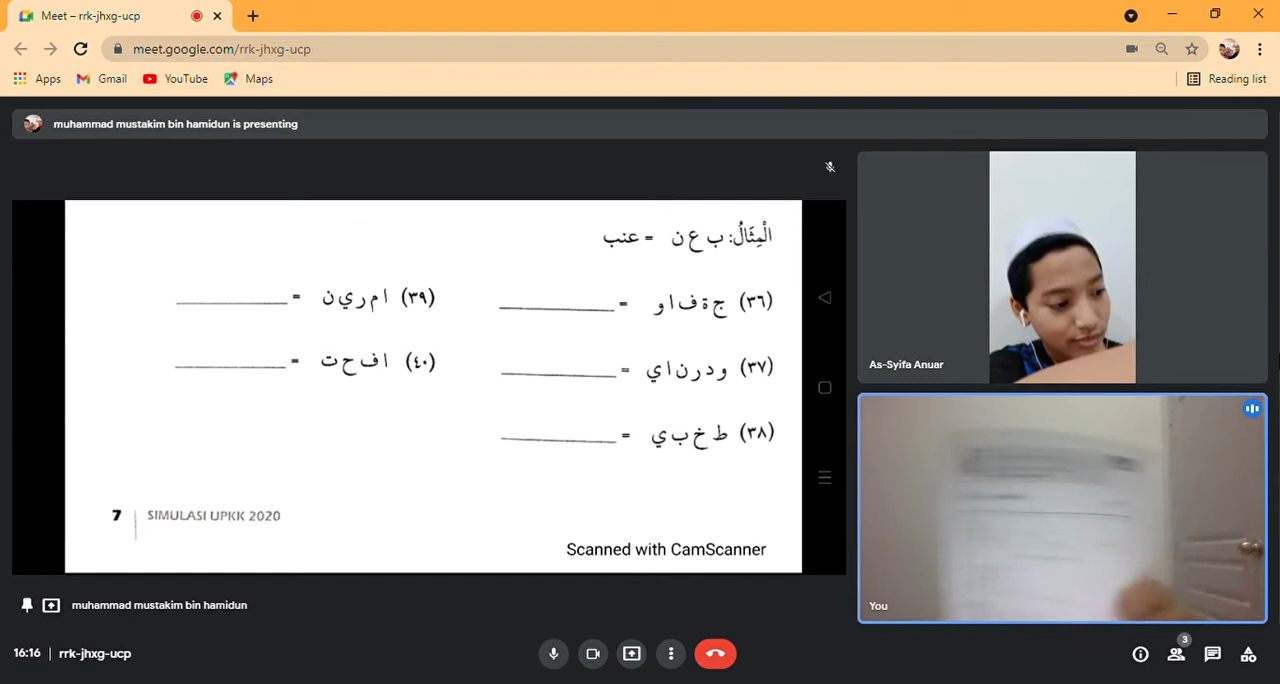 Meet – rrk-jhxg-ucp
meet.google.com/rrk-jhxg-ucp
Apps Gmail YouTube Maps Reading list
muhammad mustakim bin hamidun is presenting
الْمِثَالُ: ب ع ن = عنب
(٣٦) ج ة ف ا و = ________
(٣٧) و د ر ن ا ي = ________
(٣٨) ط خ ب ي = ________
(٣٩) ا م ر ي ن = ________
(٤٠) ا ف ح ت = ________
7 SIMULASI UPKK 2020
Scanned with CamScanner
As-Syifa Anuar
You
muhammad mustakim bin hamidun
16:16 | rrk-jhxg-ucp
3